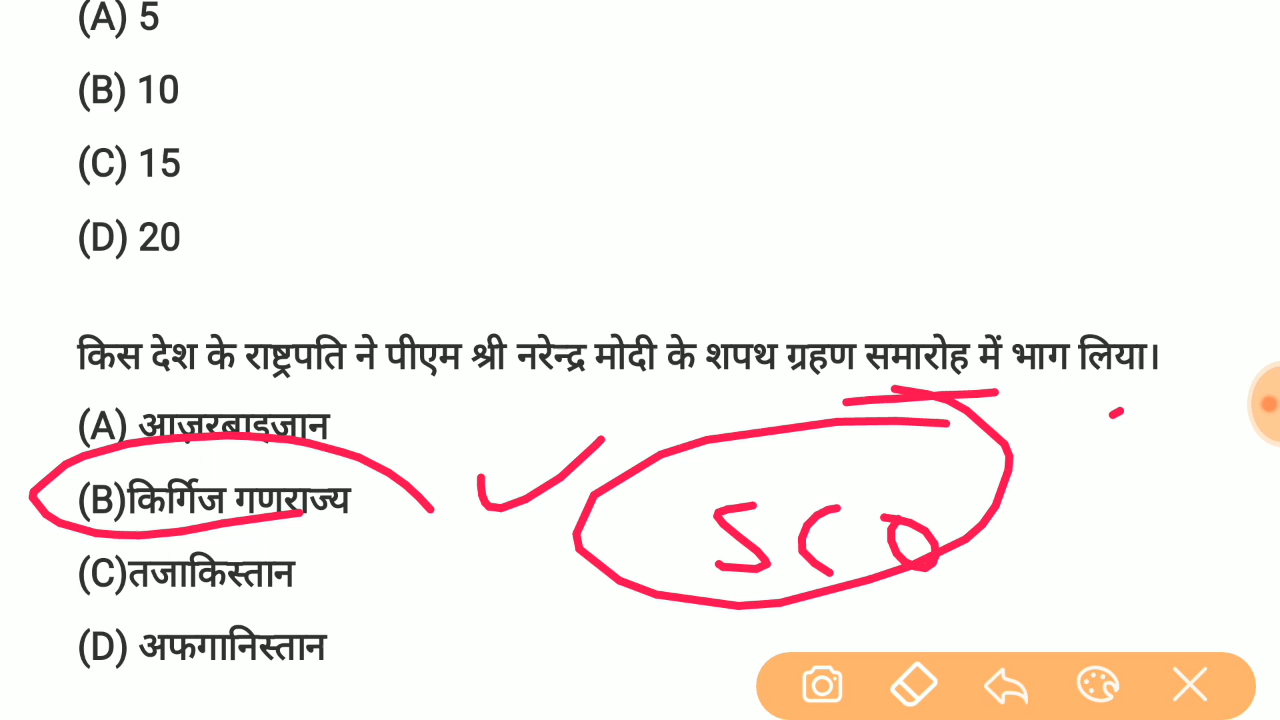 (A) 5
(B) 10
(C) 15
(D) 20
किस देश के राष्ट्रपति ने पीएम श्री नरेन्द्र मोदी के शपथ ग्रहण समारोह में भाग लिया।
(A) आज़रबाइजान
(B)किर्गिज गणराज्य
SCO
(C)तजाकिस्तान
(D) अफगानिस्तान